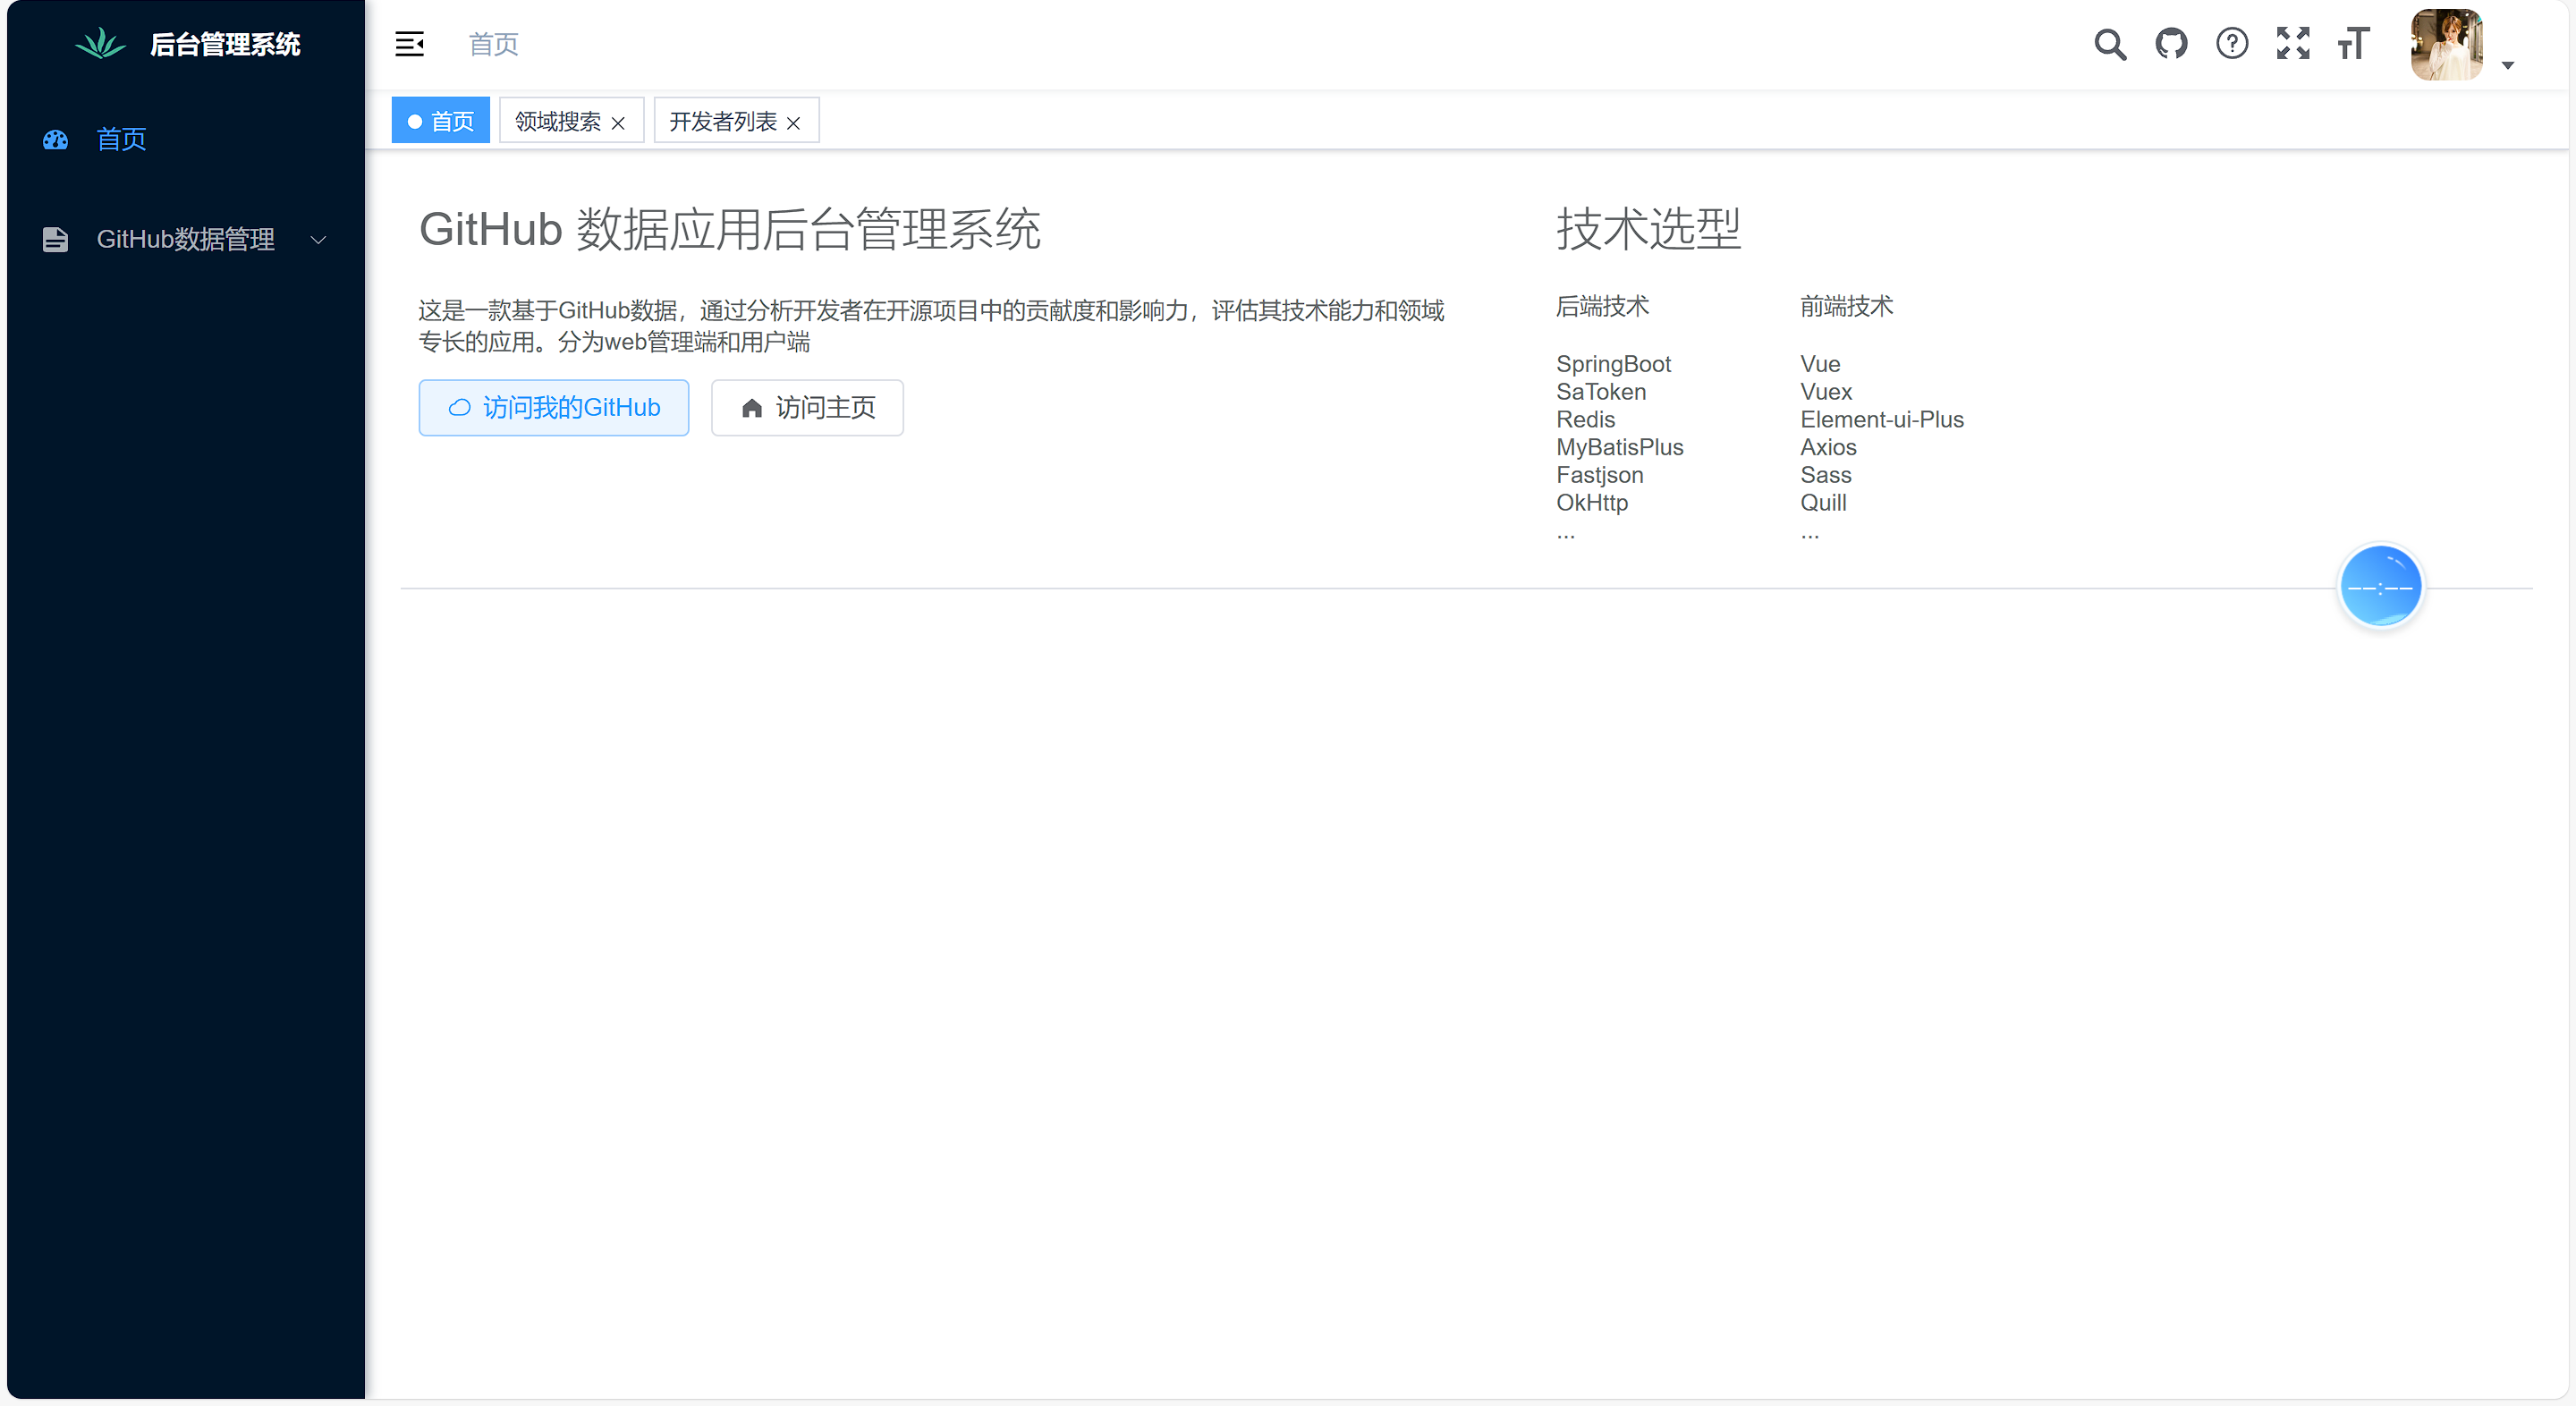 后台管理系统
首页
GitHub数据管理
首页
首页
领域搜索
开发者列表
GitHub 数据应用后台管理系统
这是一款基于GitHub数据，通过分析开发者在开源项目中的贡献度和影响力，评估其技术能力和领域
专长的应用。分为web管理端和用户端
访问我的GitHub
访问主页
技术选型
后端技术
SpringBoot
SaToken
Redis
MyBatisPlus
Fastjson
OkHttp
...
前端技术
Vue
Vuex
Element-ui-Plus
Axios
Sass
Quill
...
--:--